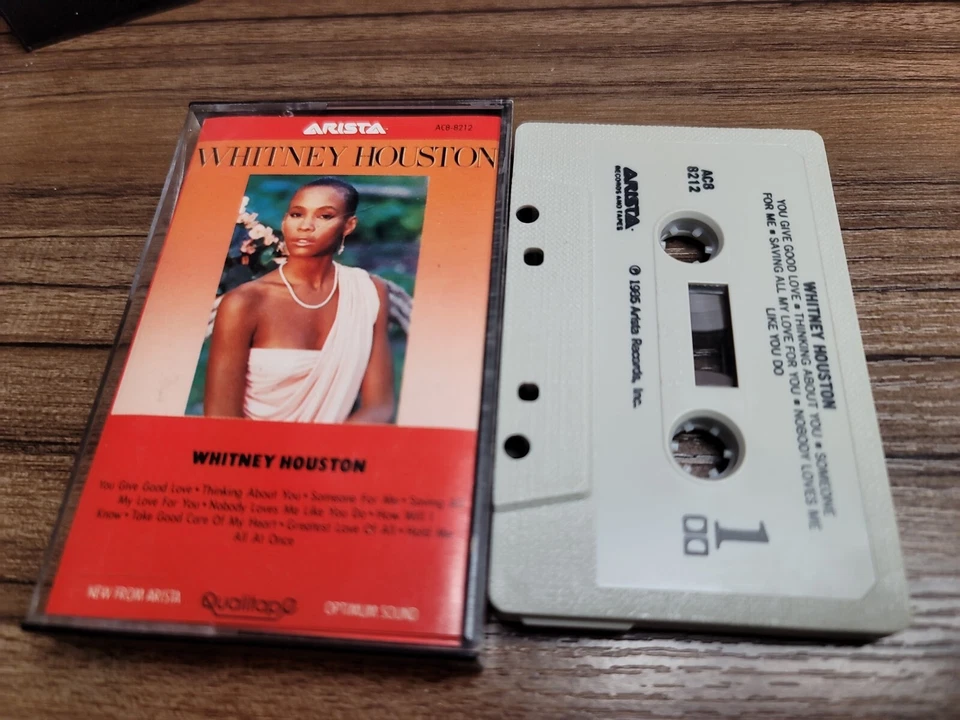 ARISTA
AC8-8212
WHITNEY HOUSTON
WHITNEY HOUSTON
You Give Good Love • Thinking About You • Someone For Me • Saving All
My Love For You • Nobody Loves Me Like You Do • How Will I
Know • Take Good Care Of My Heart • Greatest Love Of All • Hold Me •
All At Once
NEW FROM ARISTA
Qualitape
OPTIMUM SOUND
WHITNEY HOUSTON
YOU GIVE GOOD LOVE ■ THINKING ABOUT YOU ■ SOMEONE
FOR ME ■ SAVING ALL MY LOVE FOR YOU ■ NOBODY LOVES ME
LIKE YOU DO
AC8
8212
1
ARISTA
RECORDS AND TAPES
℗ 1985 Arista Records, Inc.